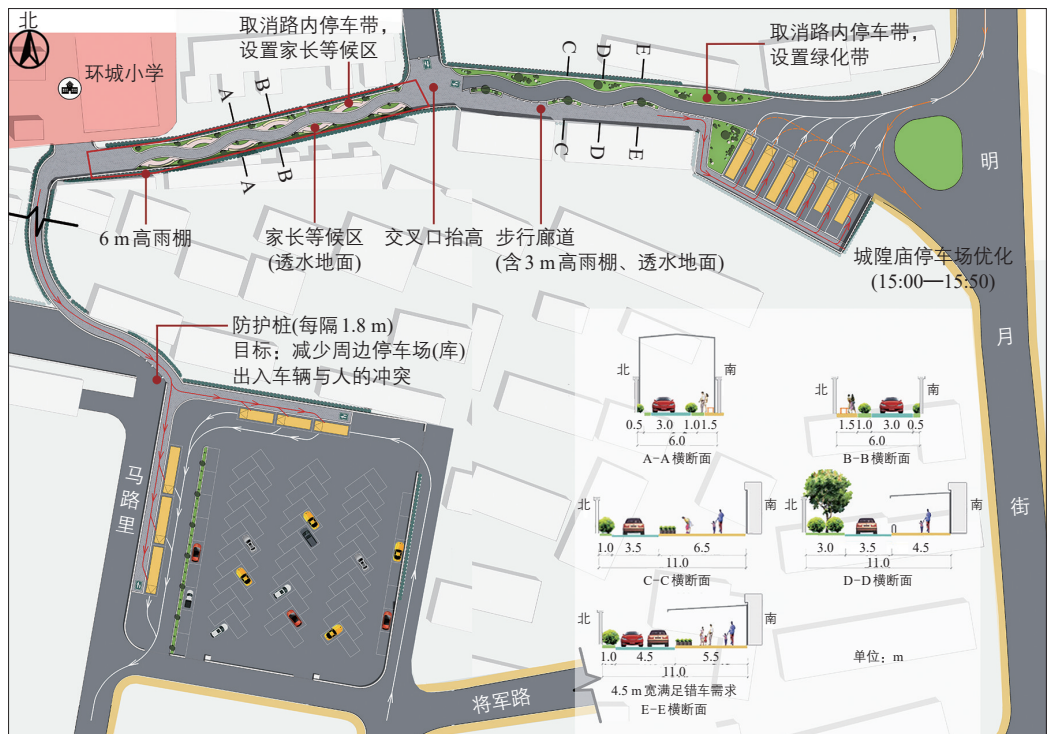 北
环城小学
取消路内停车带，
设置家长等候区
取消路内停车带，
设置绿化带
A
B
C
D
E
A
B
C
D
E
6 m高雨棚
家长等候区
(透水地面)
交叉口抬高
步行廊道
(含3 m高雨棚、透水地面)
城隍庙停车场优化
(15:00—15:50)
明
月
街
防护桩(每隔1.8 m)
目标：减少周边停车场(库)
出入车辆与人的冲突
马路里
将军路
北
南
0.5
3.0
1.0
1.5
6.0
A-A横断面
北
南
1.5
1.0
3.0
0.5
6.0
B-B横断面
北
南
1.0
3.5
6.5
11.0
C-C横断面
北
南
3.0
3.5
4.5
11.0
D-D横断面
北
南
1.0
4.5
5.5
11.0
4.5 m宽满足错车需求
E-E横断面
单位：m